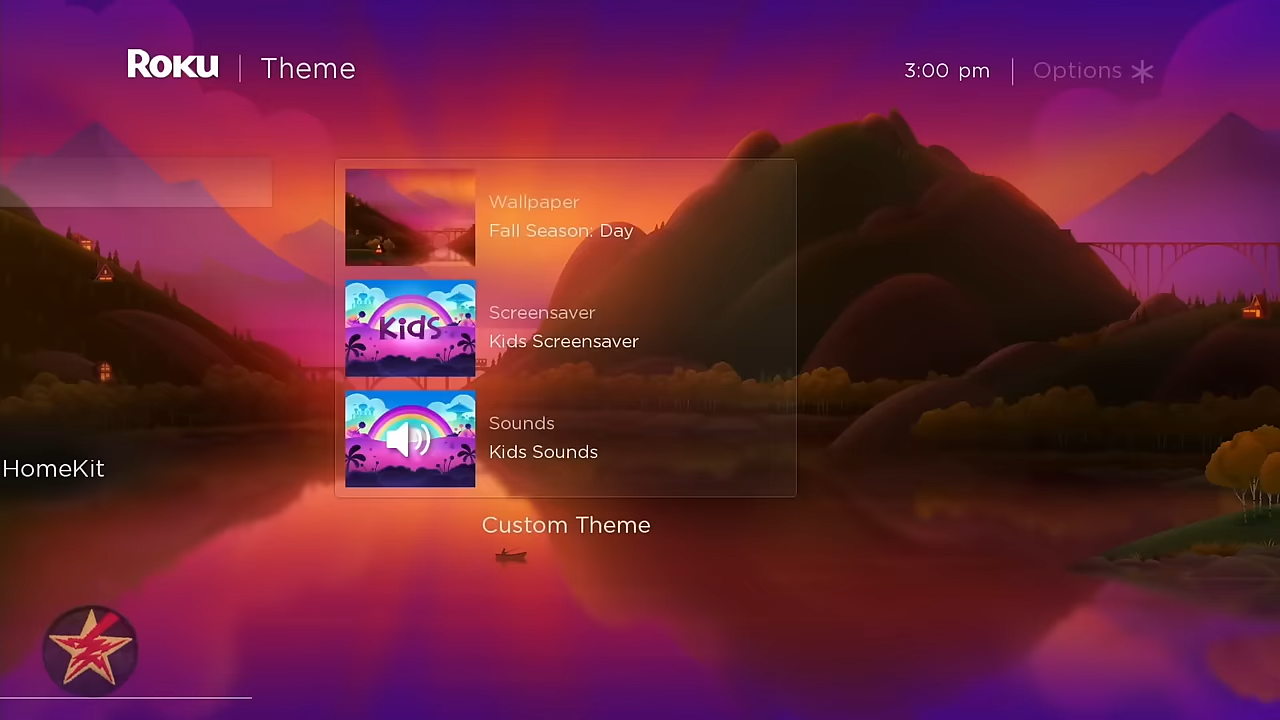 Roku | Theme
3:00 pm | Options
Wallpaper
Fall Season: Day
Kids
Screensaver
Kids Screensaver
Sounds
Kids Sounds
HomeKit
Custom Theme